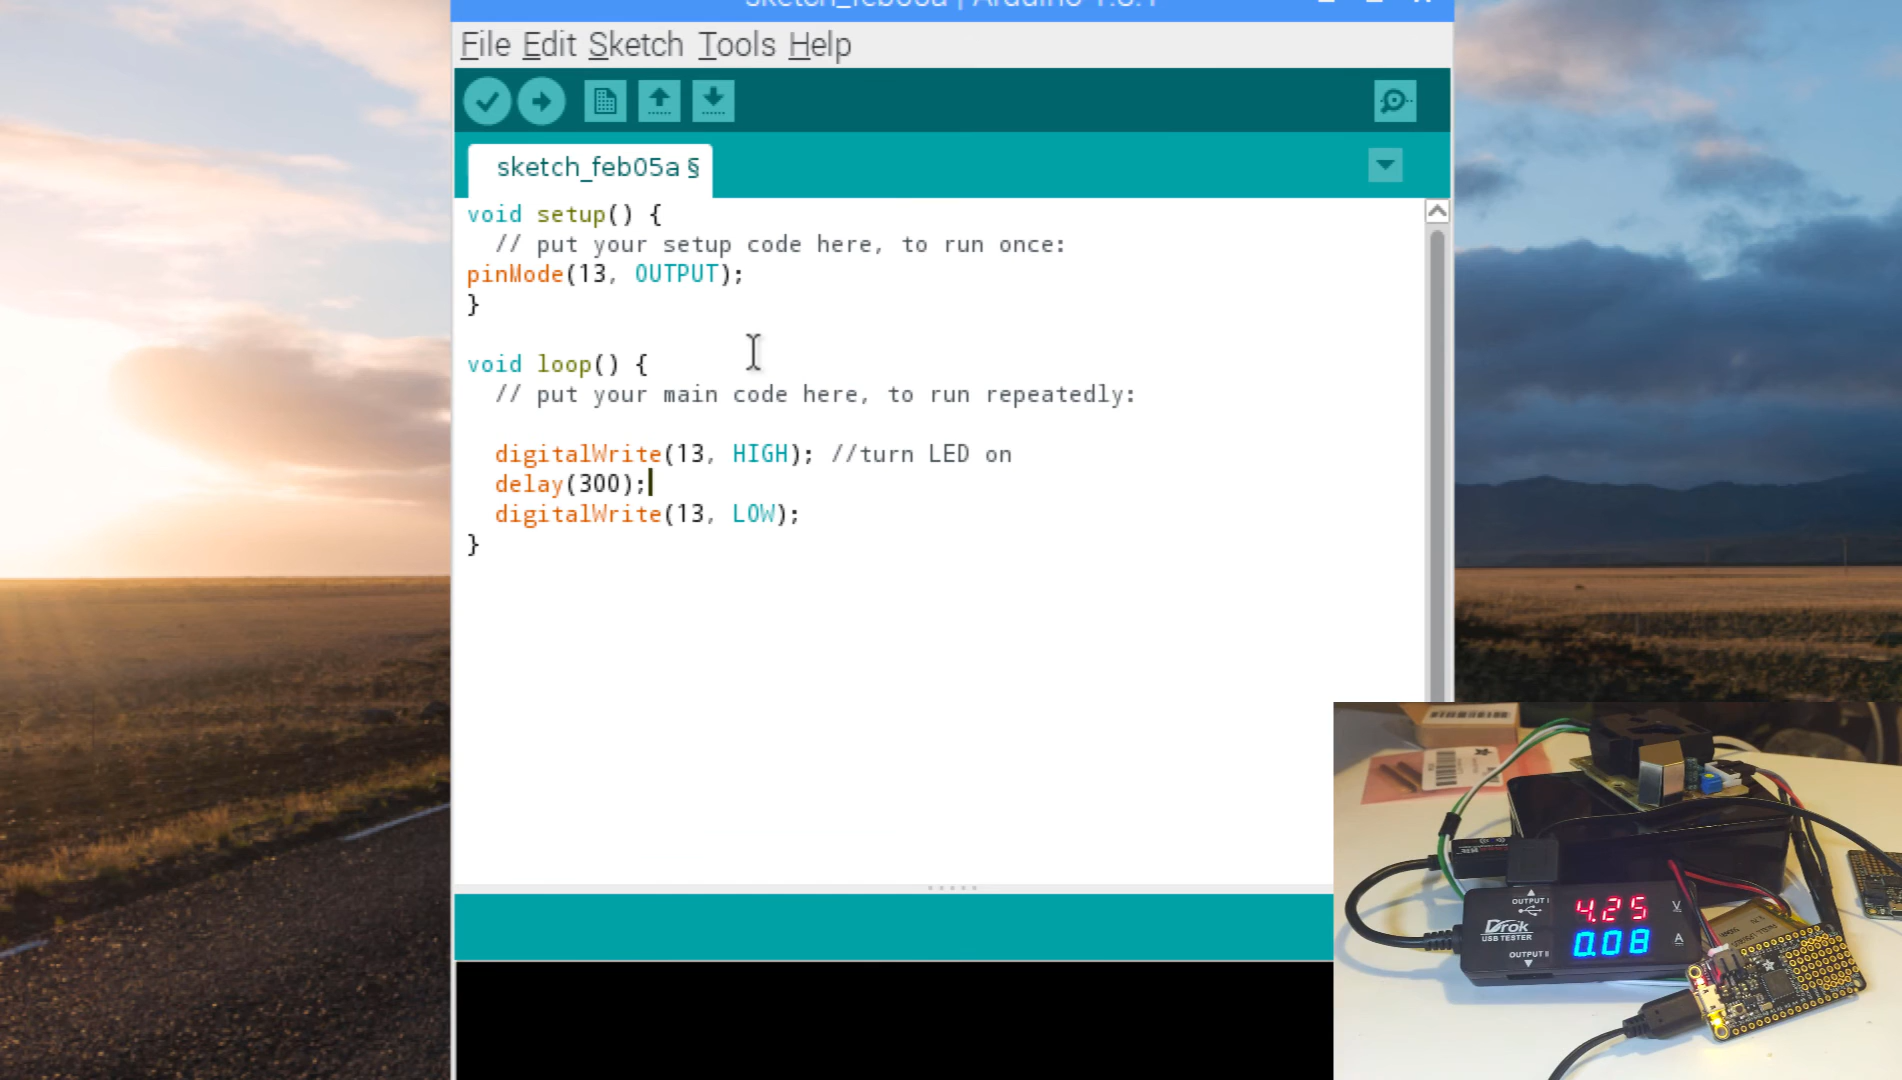 File Edit Sketch Tools Help
sketch_feb05a §
void setup() {
// put your setup code here, to run once:
pinMode(13, OUTPUT);
}
void loop() {
// put your main code here, to run repeatedly:
digitalWrite(13, HIGH); //turn LED on
delay(300);
digitalWrite(13, LOW);
}
OUTPUT I
Drok
USB TESTER
OUTPUT II
4.25 V
0.08 A